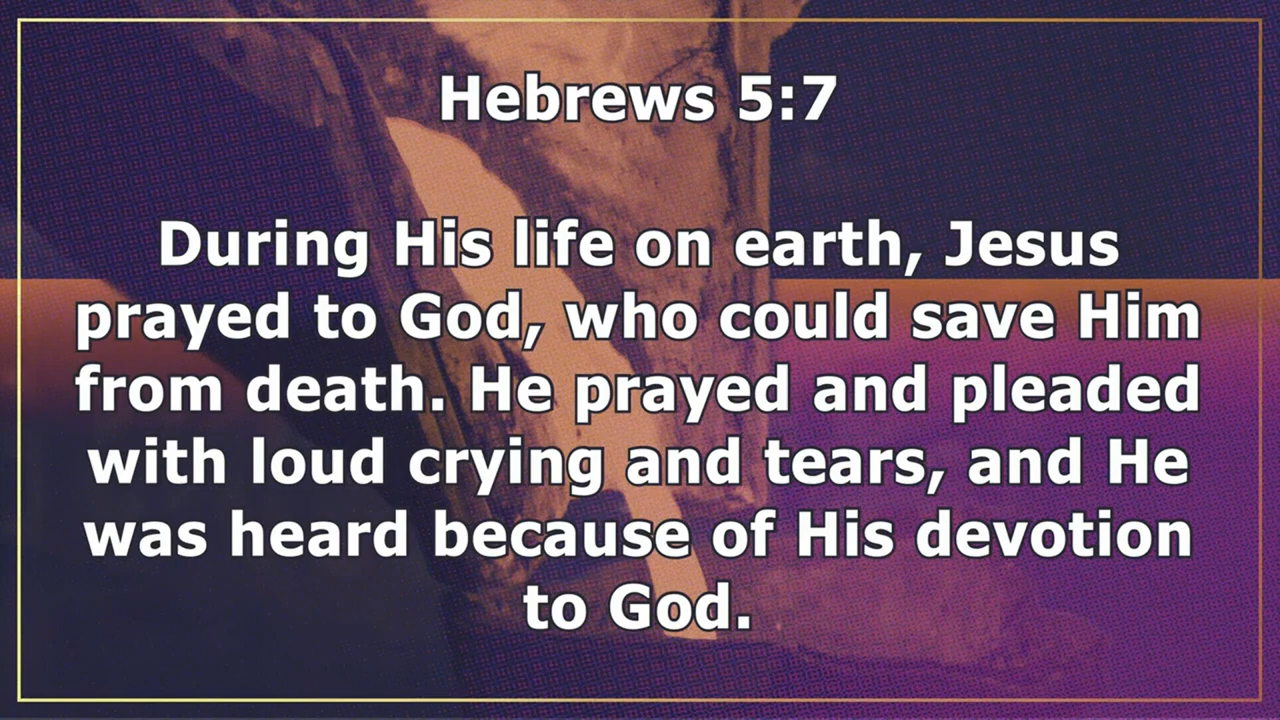 Hebrews 5:7
During His life on earth, Jesus
prayed to God, who could save Him
from death. He prayed and pleaded
with loud crying and tears, and He
was heard because of His devotion
to God.